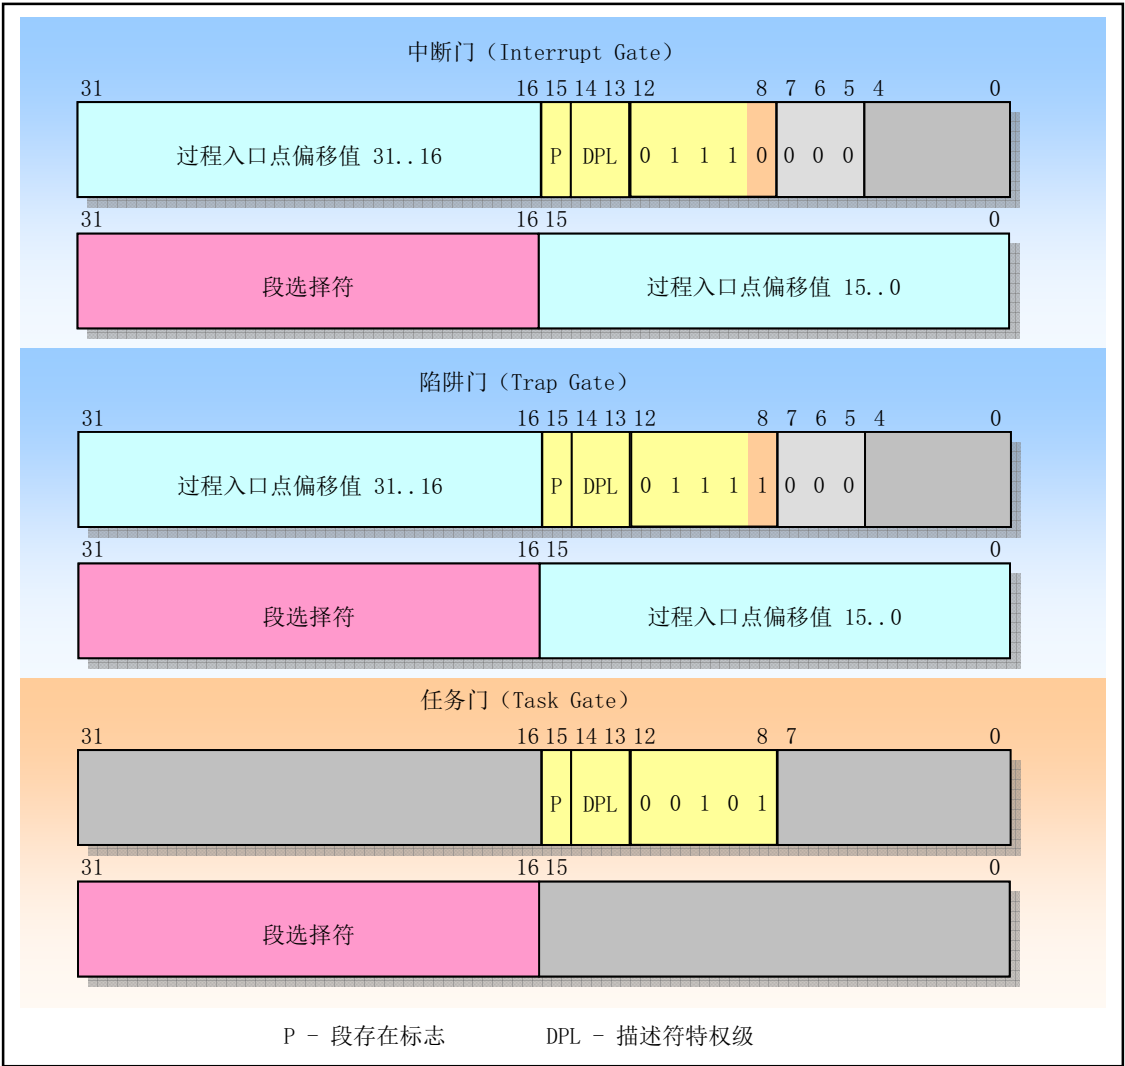 中断门（Interrupt Gate）
31 16 15 14 13 12 8 7 6 5 4 0
过程入口点偏移值 31..16 P DPL 0 1 1 1 0 0 0 0
31 16 15 0
段选择符 过程入口点偏移值 15..0
陷阱门（Trap Gate）
31 16 15 14 13 12 8 7 6 5 4 0
过程入口点偏移值 31..16 P DPL 0 1 1 1 1 0 0 0
31 16 15 0
段选择符 过程入口点偏移值 15..0
任务门（Task Gate）
31 16 15 14 13 12 8 7 0
P DPL 0 0 1 0 1
31 16 15 0
段选择符
P - 段存在标志 DPL - 描述符特权级